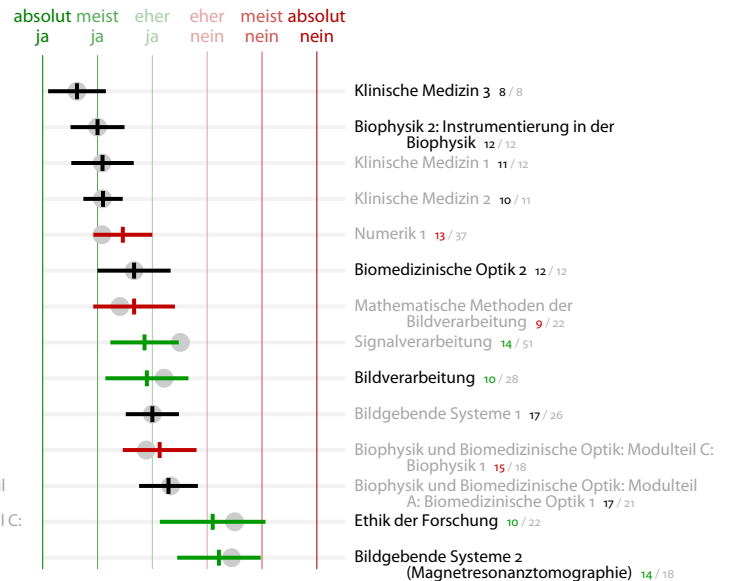 absolut meist eher eher meist absolut
ja ja ja nein nein nein
Klinische Medizin 3 8 / 8
Biophysik 2: Instrumentierung in der
Biophysik 12 / 12
Klinische Medizin 1 11 / 12
Klinische Medizin 2 10 / 11
Numerik 1 13 / 37
Biomedizinische Optik 2 12 / 12
Mathematische Methoden der
Bildverarbeitung 9 / 22
Signalverarbeitung 14 / 51
Bildverarbeitung 10 / 28
Bildgebende Systeme 1 17 / 26
Biophysik und Biomedizinische Optik: Modulteil C:
Biophysik 1 15 / 18
il Biophysik und Biomedizinische Optik: Modulteil
A: Biomedizinische Optik 1 17 / 21
l C: Ethik der Forschung 10 / 22
Bildgebende Systeme 2
(Magnetresonanztomographie) 14 / 18